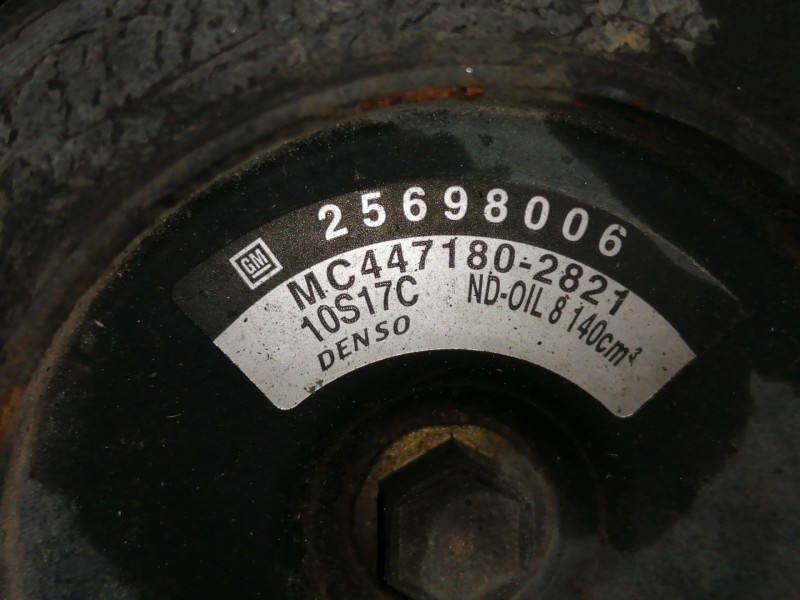 GM 25698006
MC447180-2821
10S17C ND-OIL 8 140cm³
DENSO